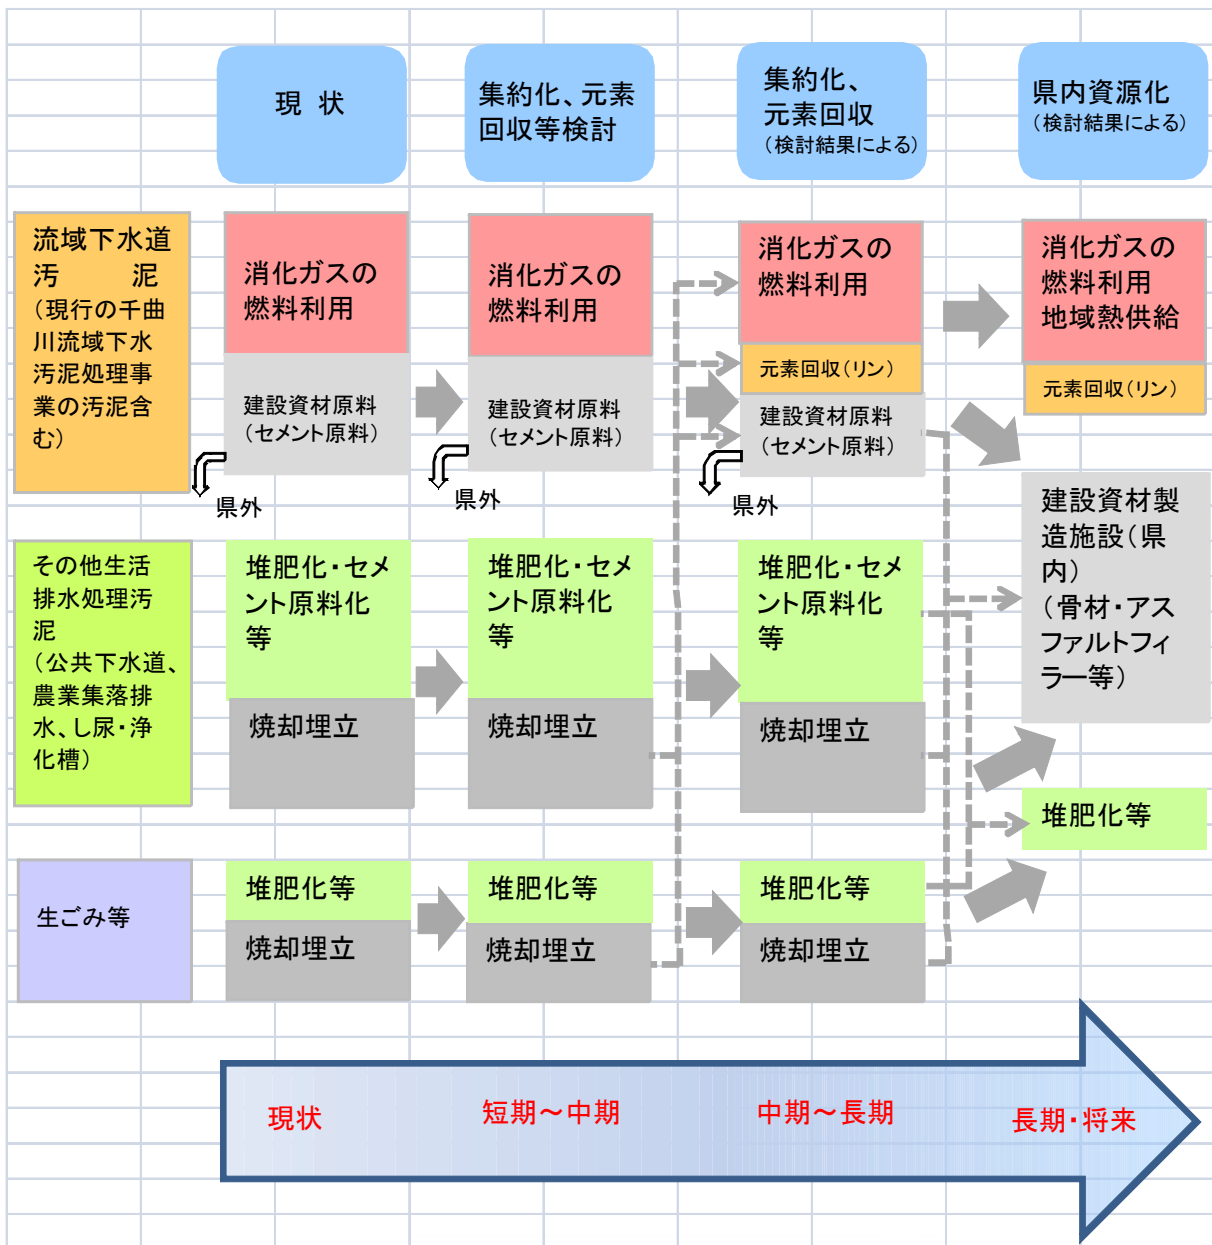 現 状
集約化、元素
回収等検討
集約化、
元素回収
（検討結果による）
県内資源化
（検討結果による）
流域下水道
汚　　　泥
（現行の千曲
川流域下水
汚泥処理事
業の汚泥含
む）
消化ガスの
燃料利用
建設資材原料
（セメント原料）
県外
消化ガスの
燃料利用
建設資材原料
（セメント原料）
県外
消化ガスの
燃料利用
元素回収（リン）
建設資材原料
（セメント原料）
県外
消化ガスの
燃料利用
地域熱供給
元素回収（リン）
建設資材製
造施設（県
内）
（骨材・アス
ファルトフィ
ラー等）
その他生活
排水処理汚
泥
（公共下水道、
農業集落排
水、し尿・浄
化槽）
堆肥化・セメ
ント原料化
等
焼却埋立
堆肥化・セメ
ント原料化
等
焼却埋立
堆肥化・セメ
ント原料化
等
焼却埋立
堆肥化等
生ごみ等
堆肥化等
焼却埋立
堆肥化等
焼却埋立
堆肥化等
焼却埋立
現状
短期～中期
中期～長期
長期・将来